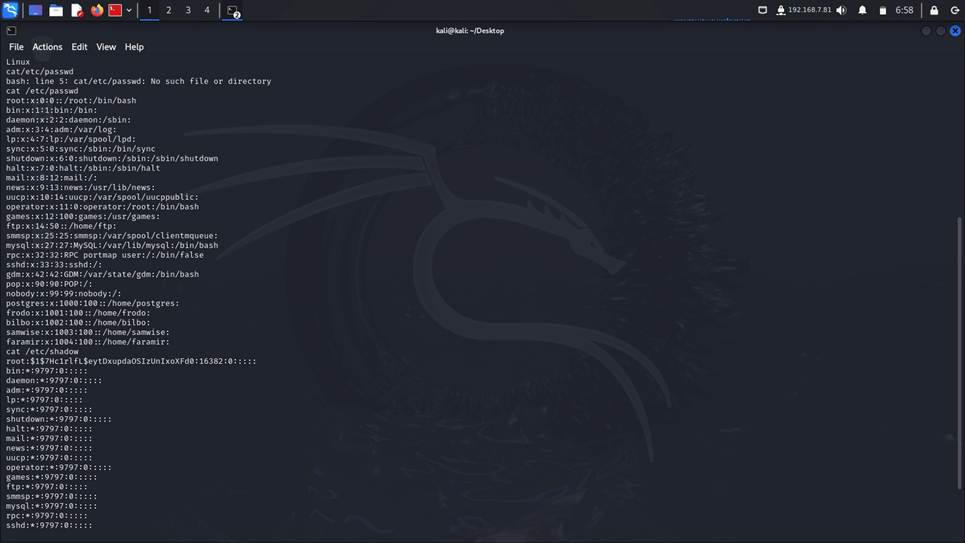 1 2 3 4
2
192.168.7.81
6:58
kali@kali: ~/Desktop
File Actions Edit View Help
Linux
cat/etc/passwd
bash: line 5: cat/etc/passwd: No such file or directory
cat /etc/passwd
root:x:0:0::/root:/bin/bash
bin:x:1:1:bin:/bin:
daemon:x:2:2:daemon:/sbin:
adm:x:3:4:adm:/var/log:
lp:x:4:7:lp:/var/spool/lpd:
sync:x:5:0:sync:/sbin:/bin/sync
shutdown:x:6:0:shutdown:/sbin:/sbin/shutdown
halt:x:7:0:halt:/sbin:/sbin/halt
mail:x:8:12:mail:/:
news:x:9:13:news:/usr/lib/news:
uucp:x:10:14:uucp:/var/spool/uucppublic:
operator:x:11:0:operator:/root:/bin/bash
games:x:12:100:games:/usr/games:
ftp:x:14:50::/home/ftp:
smmsp:x:25:25:smmsp:/var/spool/clientmqueue:
mysql:x:27:27:MySQL:/var/lib/mysql:/bin/bash
rpc:x:32:32:RPC portmap user:/:/bin/false
sshd:x:33:33:sshd:/:
gdm:x:42:42:GDM:/var/state/gdm:/bin/bash
pop:x:90:90:POP:/:
nobody:x:99:99:nobody:/:
postgres:x:1000:100::/home/postgres:
frodo:x:1001:100::/home/frodo:
bilbo:x:1002:100::/home/bilbo:
samwise:x:1003:100::/home/samwise:
faramir:x:1004:100::/home/faramir:
cat /etc/shadow
root:$1$7Hc1rlfL$eytDxupdaOSIzUnIxoXFd0:16382:0:::::
bin:*:9797:0:::::
daemon:*:9797:0:::::
adm:*:9797:0:::::
lp:*:9797:0:::::
sync:*:9797:0:::::
shutdown:*:9797:0:::::
halt:*:9797:0:::::
mail:*:9797:0:::::
news:*:9797:0:::::
uucp:*:9797:0:::::
operator:*:9797:0:::::
games:*:9797:0:::::
ftp:*:9797:0:::::
smmsp:*:9797:0:::::
mysql:*:9797:0:::::
rpc:*:9797:0:::::
sshd:*:9797:0:::::